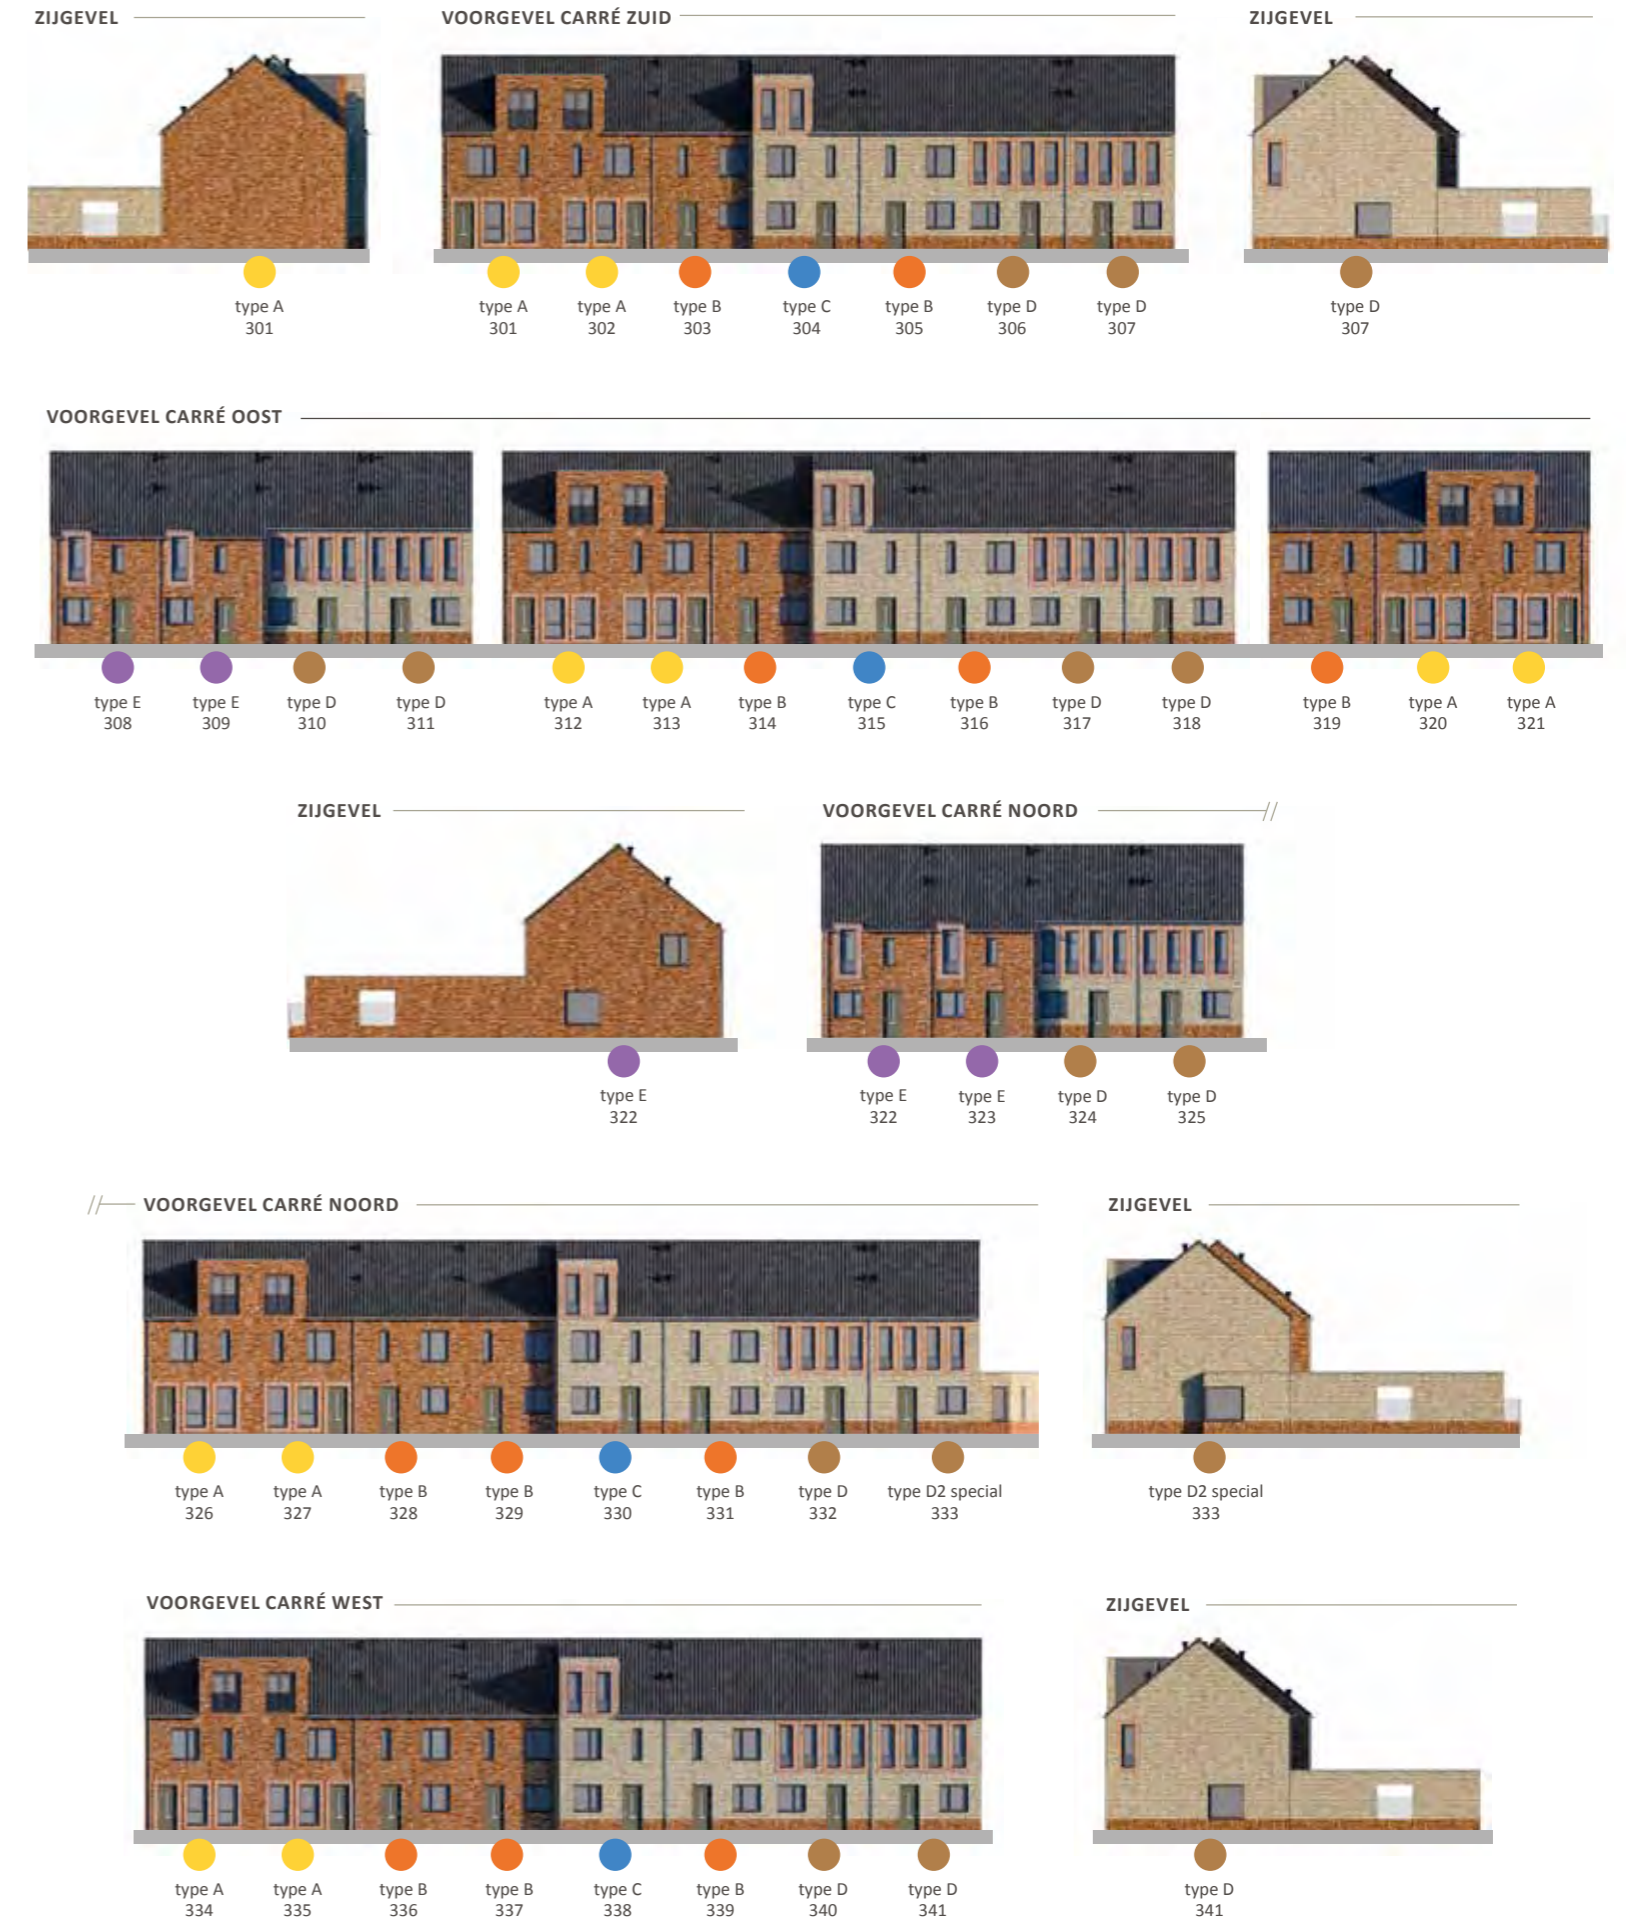 ZIJGEVEL
VOORGEVEL CARRÉ ZUID
ZIJGEVEL
type A
301
type A
301
type A
302
type B
303
type C
304
type B
305
type D
306
type D
307
type D
307
VOORGEVEL CARRÉ OOST
type E
308
type E
309
type D
310
type D
311
type A
312
type A
313
type B
314
type C
315
type B
316
type D
317
type D
318
type B
319
type A
320
type A
321
ZIJGEVEL
VOORGEVEL CARRÉ NOORD
type E
322
type E
322
type E
323
type D
324
type D
325
VOORGEVEL CARRÉ NOORD
ZIJGEVEL
type A
326
type A
327
type B
328
type B
329
type C
330
type B
331
type D
332
type D2 special
333
type D2 special
333
VOORGEVEL CARRÉ WEST
ZIJGEVEL
type A
334
type A
335
type B
336
type B
337
type C
338
type B
339
type D
340
type D
341
type D
341